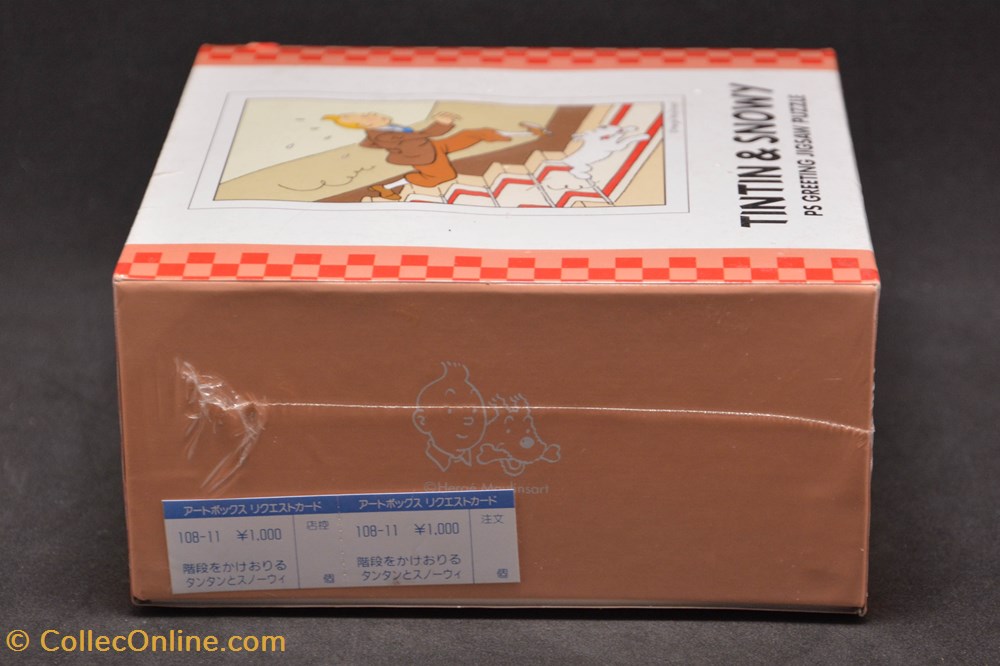 TINTIN & SNOWY
PS GREETING JIGSAW PUZZLE
©Hergé Moulinsart
アートボックス リクエストカード
108-11 ¥1,000
店控
階段をかけおりる
タンタンとスノーウィ
個
アートボックス リクエストカード
108-11 ¥1,000
注文
階段をかけおりる
タンタンとスノーウィ
個
© CollecOnline.com